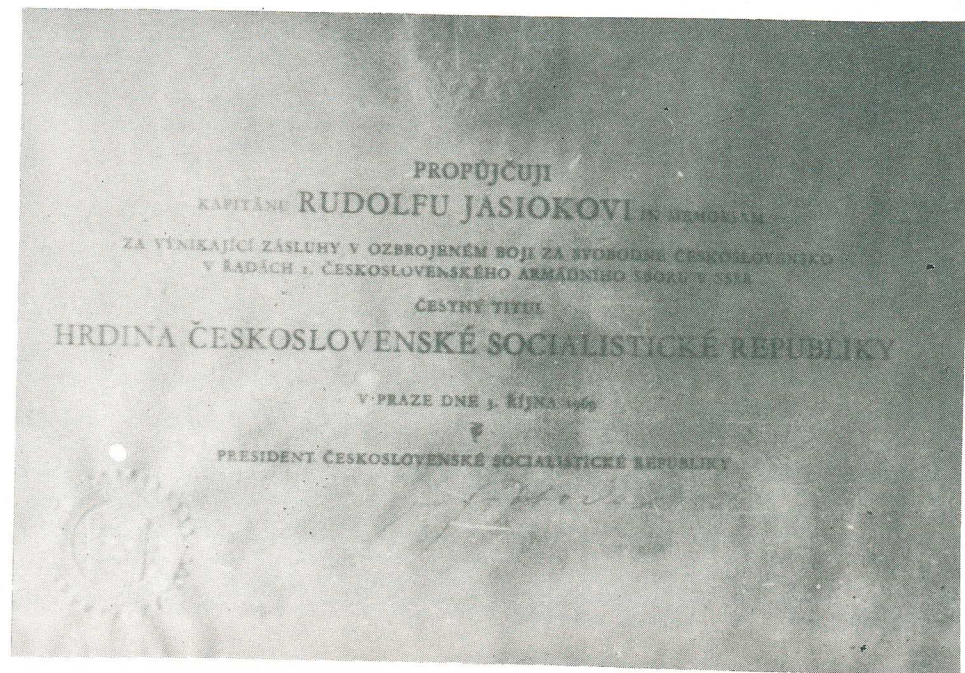 PROPŮJČUJI
KAPITÁNU RUDOLFU JASIOKOVI IN MEMORIAM
ZA VYNIKAJÍCÍ ZÁSLUHY V OZBROJENÉM BOJI ZA SVOBODNÉ ČESKOSLOVENSKO
V ŘADÁCH 1. ČESKOSLOVENSKÉHO ARMÁDNÍHO SBORU V SSSR
ČESTNÝ TITUL
HRDINA ČESKOSLOVENSKÉ SOCIALISTICKÉ REPUBLIKY
V PRAZE DNE 3. ŘÍJNA 1969
PRESIDENT ČESKOSLOVENSKÉ SOCIALISTICKÉ REPUBLIKY